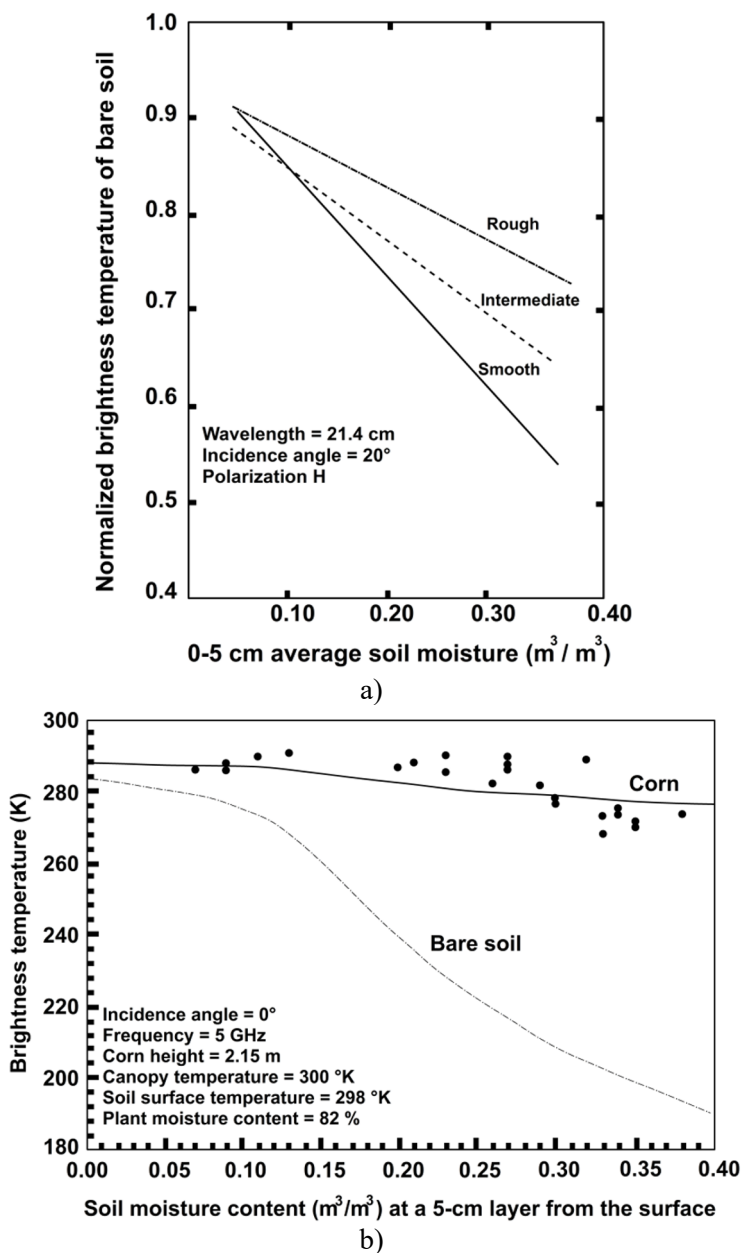 Normalized brightness temperature of bare soil
1.0
0.9
0.8
0.7
0.6
0.5
0.4
Rough
Intermediate
Smooth
Wavelength = 21.4 cm
Incidence angle = 20°
Polarization H
0.10 0.20 0.30 0.40
0-5 cm average soil moisture (m³ / m³)
a)
Brightness temperature (K)
300
280
260
240
220
200
180
Corn
Bare soil
Incidence angle = 0°
Frequency = 5 GHz
Corn height = 2.15 m
Canopy temperature = 300 °K
Soil surface temperature = 298 °K
Plant moisture content = 82 %
0.00 0.05 0.10 0.15 0.20 0.25 0.30 0.35 0.40
Soil moisture content (m³/m³) at a 5-cm layer from the surface
b)